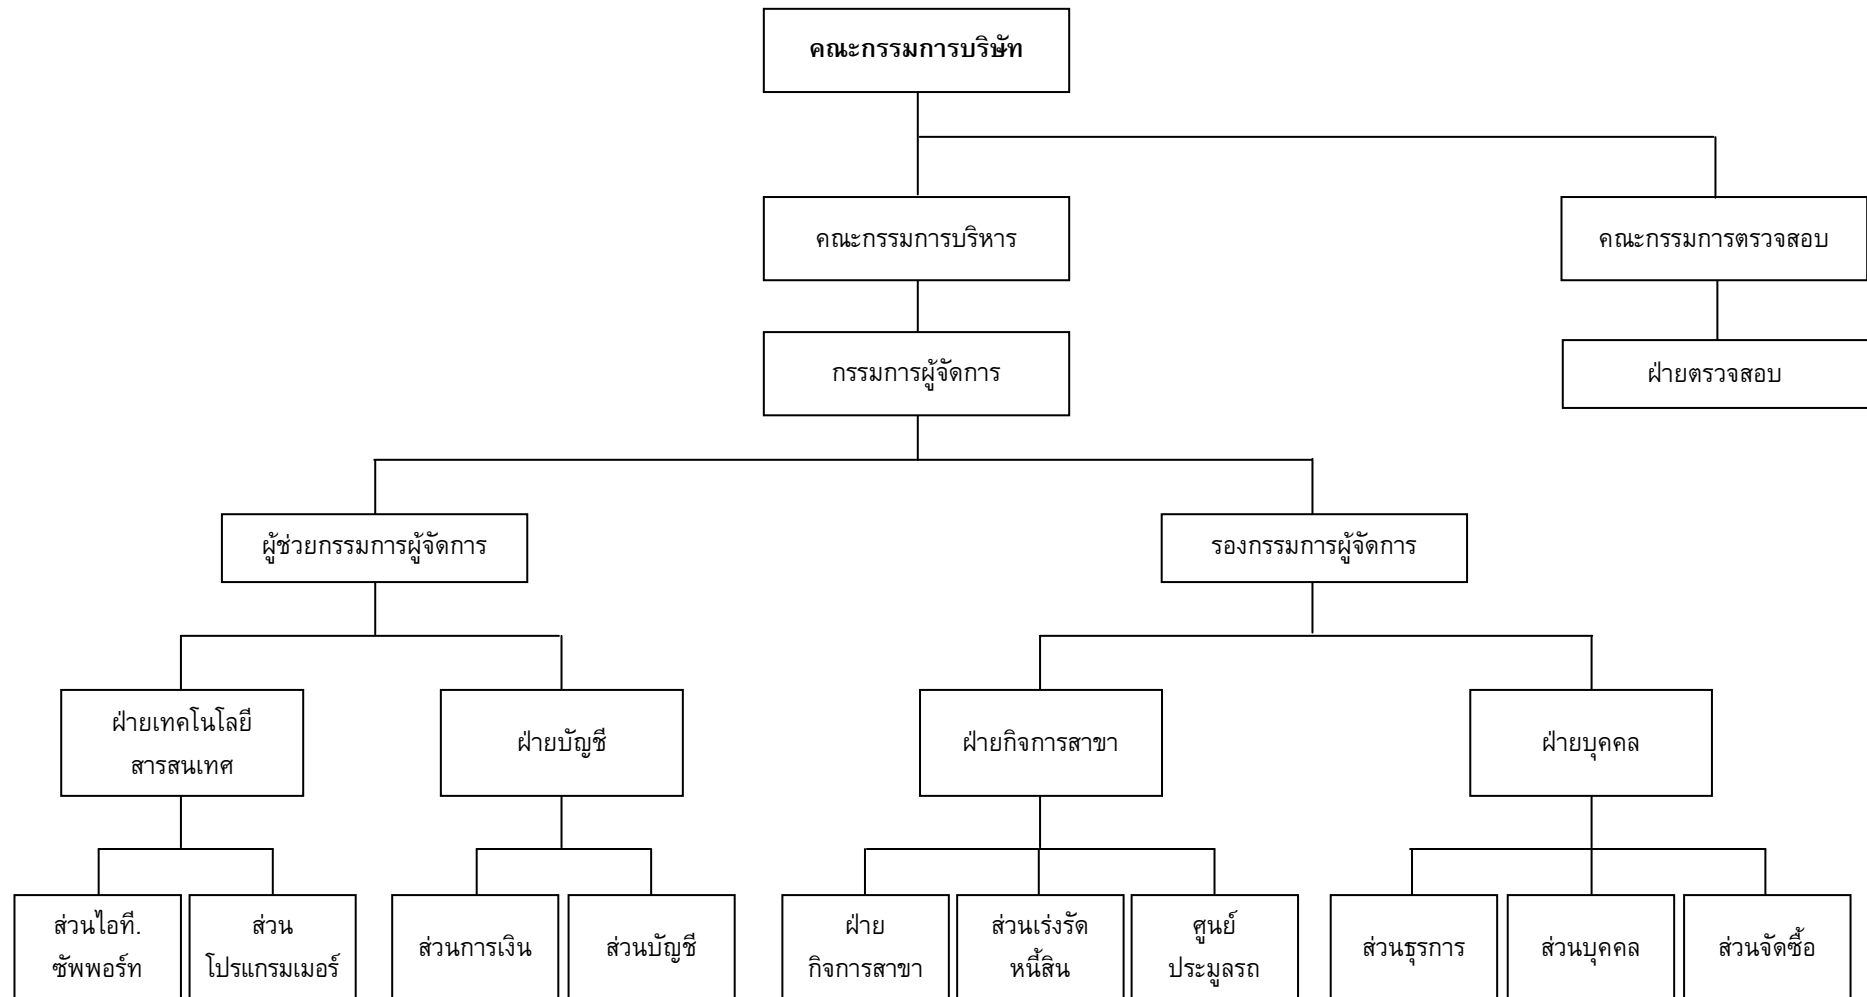 คณะกรรมการบริษัท
คณะกรรมการบริหาร
คณะกรรมการตรวจสอบ
กรรมการผู้จัดการ
ฝ่ายตรวจสอบ
ผู้ช่วยกรรมการผู้จัดการ
รองกรรมการผู้จัดการ
ฝ่ายเทคโนโลยี
สารสนเทศ
ฝ่ายบัญชี
ฝ่ายกิจการสาขา
ฝ่ายบุคคล
ส่วนไอที.
ซัพพอร์ท
ส่วน
โปรแกรมเมอร์
ส่วนการเงิน
ส่วนบัญชี
ฝ่าย
กิจการสาขา
ส่วนเร่งรัด
หนี้สิน
ศูนย์
ประมูลรถ
ส่วนธุรการ
ส่วนบุคคล
ส่วนจัดซื้อ